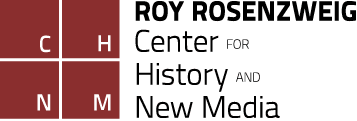 C H
N M
ROY ROSENZWEIG
Center FOR
History AND
New Media